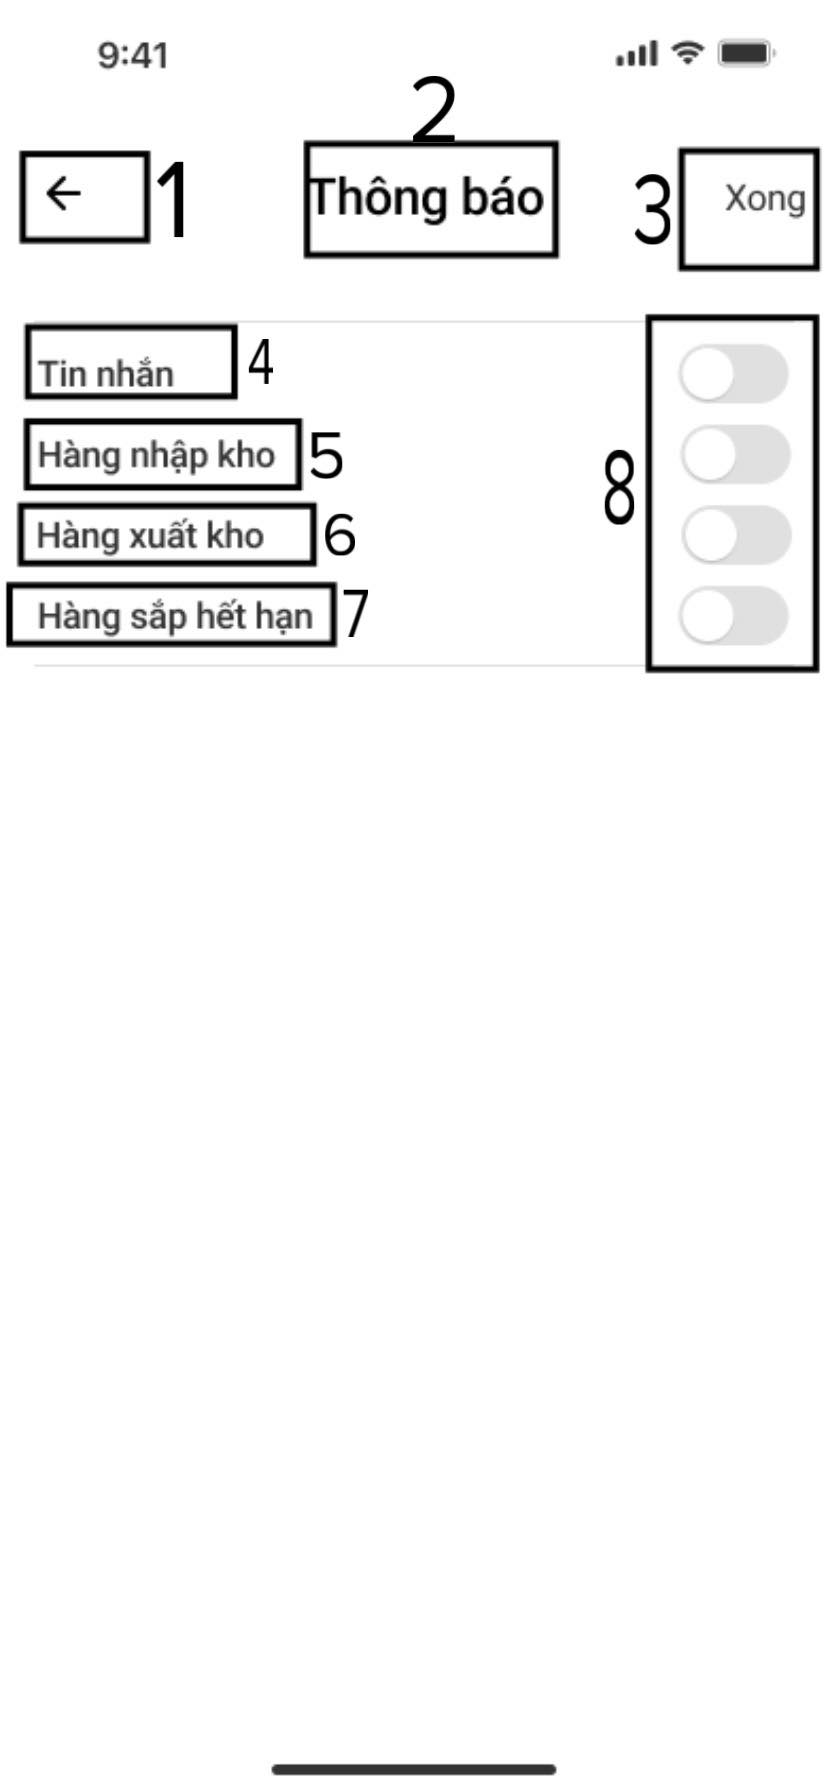 9:41
2
1 Thông báo 3 Xong
Tin nhắn 4
Hàng nhập kho 5
8
Hàng xuất kho 6
Hàng sắp hết hạn 7